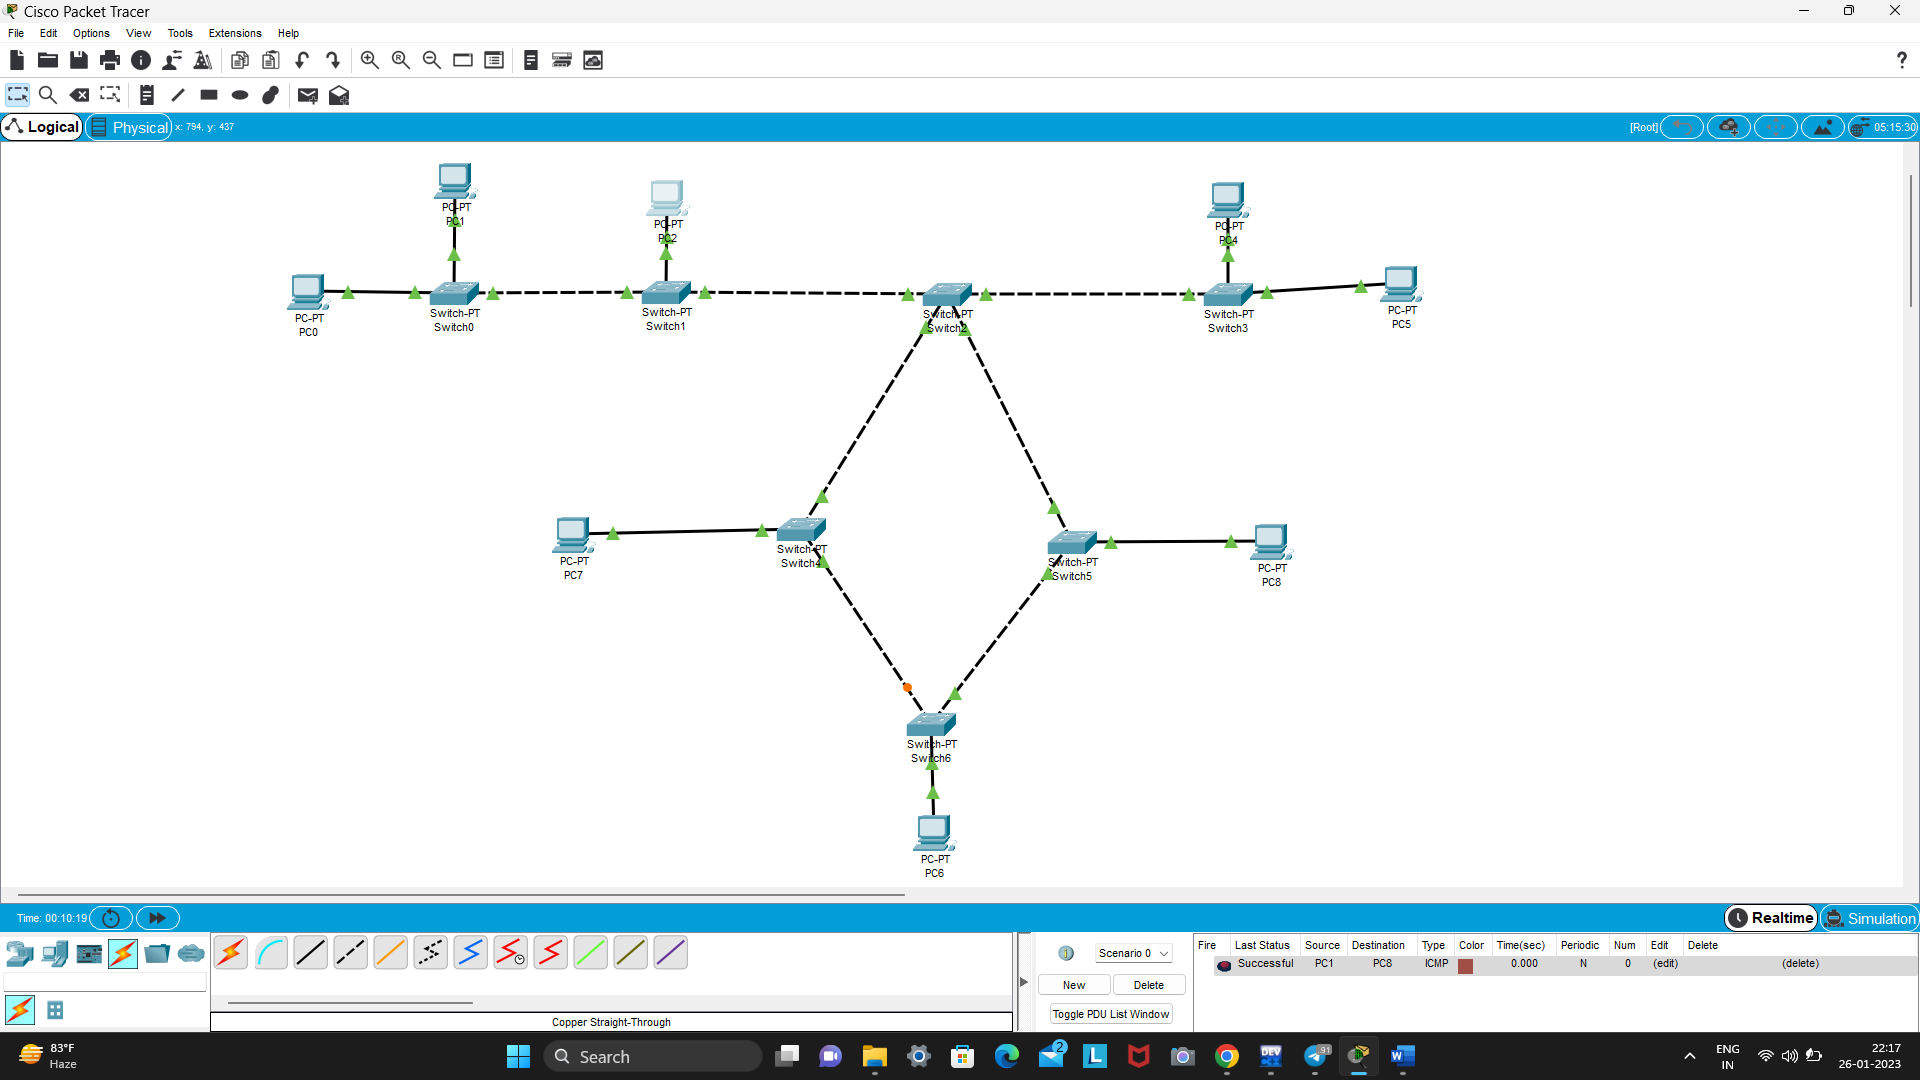 Cisco Packet Tracer
File Edit Options View Tools Extensions Help
Logical Physical x: 794, y: 437 [Root] 05:15:30
PC-PT
PC1
PC-PT
PC2
PC-PT
PC4
PC-PT
PC0
Switch-PT
Switch0
Switch-PT
Switch1
Switch-PT
Switch2
Switch-PT
Switch3
PC-PT
PC5
PC-PT
PC7
Switch-PT
Switch4
Switch-PT
Switch5
PC-PT
PC8
Switch-PT
Switch6
PC-PT
PC6
Time: 00:10:19 Realtime Simulation
Scenario 0
New Delete
Toggle PDU List Window
Fire Last Status Source Destination Type Color Time(sec) Periodic Num Edit Delete
Successful PC1 PC8 ICMP 0.000 N 0 (edit) (delete)
Copper Straight-Through
83°F
Haze
Search
2
L
DEV
91
W
ENG
IN
22:17
26-01-2023